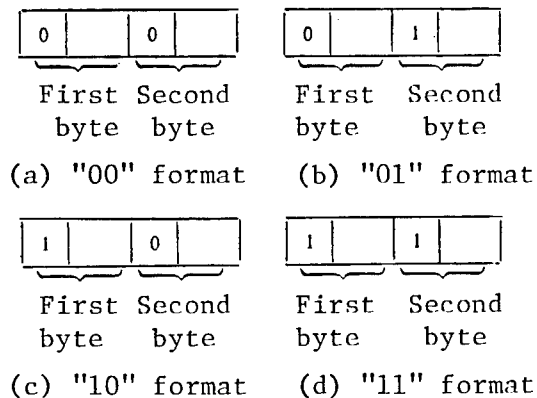 0 0
First Second
byte byte
(a) "00" format
0 1
First Second
byte byte
(b) "01" format
1 0
First Second
byte byte
(c) "10" format
1 1
First Second
byte byte
(d) "11" format